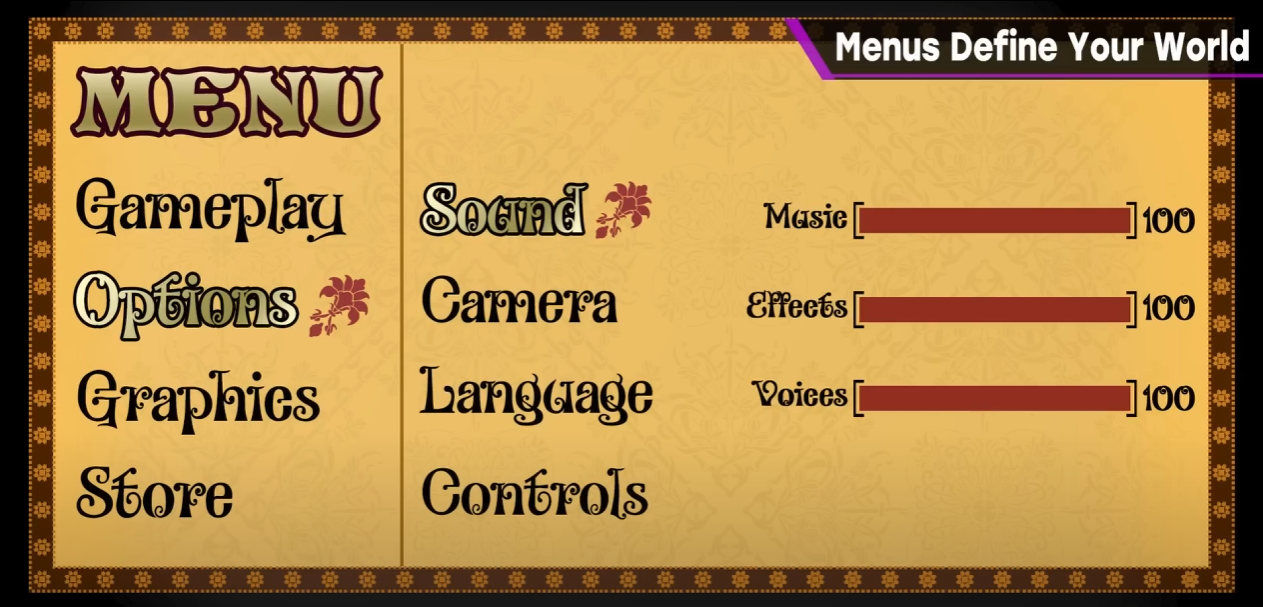 Menus Define Your World
MENU
Gameplay
Options
Graphics
Store
Sound
Camera
Language
Controls
Music [ ] 100
Effects [ ] 100
Voices [ ] 100